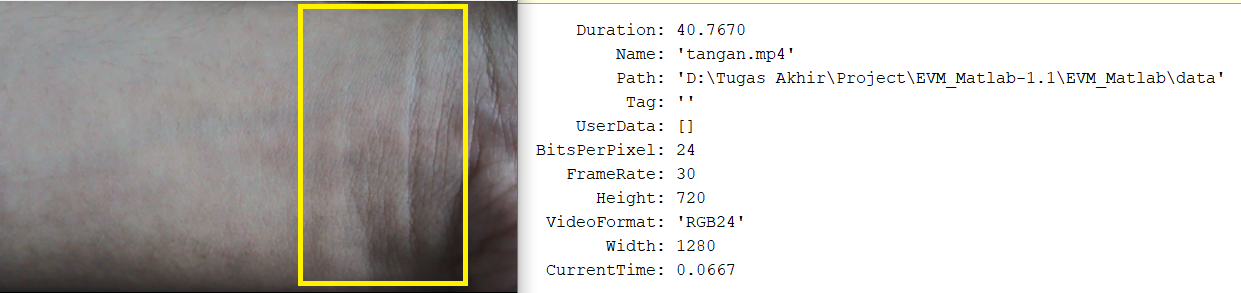 Duration: 40.7670
Name: 'tangan.mp4'
Path: 'D:\Tugas Akhir\Project\EVM_Matlab-1.1\EVM_Matlab\data'
Tag: ''
UserData: []
BitsPerPixel: 24
FrameRate: 30
Height: 720
VideoFormat: 'RGB24'
Width: 1280
CurrentTime: 0.0667